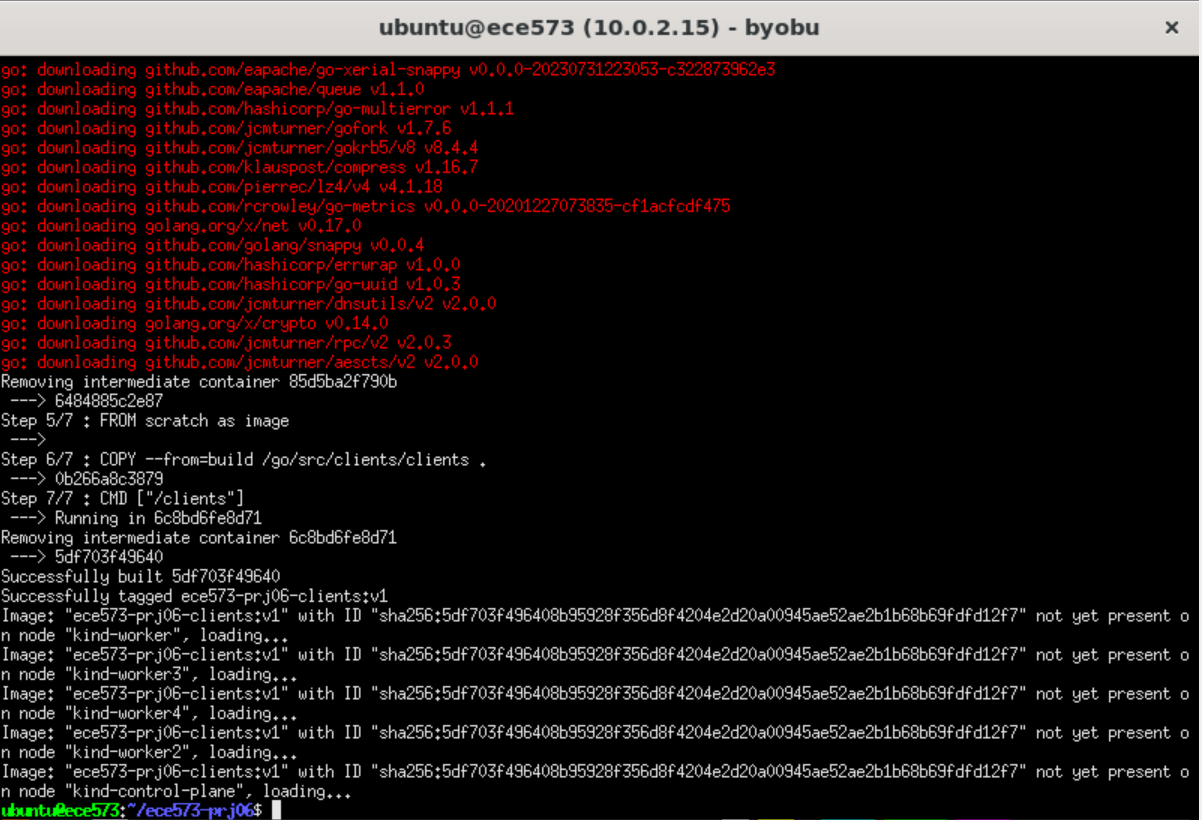 ubuntu@ece573 (10.0.2.15) - byobu ×
go: downloading github.com/eapache/go-xerial-snappy v0.0.0-20230731223053-c322873962e3
go: downloading github.com/eapache/queue v1.1.0
go: downloading github.com/hashicorp/go-multierror v1.1.1
go: downloading github.com/jcmturner/gofork v1.7.6
go: downloading github.com/jcmturner/gokrb5/v8 v8.4.4
go: downloading github.com/klauspost/compress v1.16.7
go: downloading github.com/pierrec/lz4/v4 v4.1.18
go: downloading github.com/rcrowley/go-metrics v0.0.0-20201227073835-cf1acfcdf475
go: downloading golang.org/x/net v0.17.0
go: downloading github.com/golang/snappy v0.0.4
go: downloading github.com/hashicorp/errwrap v1.0.0
go: downloading github.com/hashicorp/go-uuid v1.0.3
go: downloading github.com/jcmturner/dnsutils/v2 v2.0.0
go: downloading golang.org/x/crypto v0.14.0
go: downloading github.com/jcmturner/rpc/v2 v2.0.3
go: downloading github.com/jcmturner/aescts/v2 v2.0.0
Removing intermediate container 85d5ba2f790b
 ---> 6484885c2e87
Step 5/7 : FROM scratch as image
 --->
Step 6/7 : COPY --from=build /go/src/clients/clients .
 ---> 0b266a8c3879
Step 7/7 : CMD ["/clients"]
 ---> Running in 6c8bd6fe8d71
Removing intermediate container 6c8bd6fe8d71
 ---> 5df703f49640
Successfully built 5df703f49640
Successfully tagged ece573-prj06-clients:v1
Image: "ece573-prj06-clients:v1" with ID "sha256:5df703f496408b95928f356d8f4204e2d20a00945ae52ae2b1b68b69fdfd12f7" not yet present o
n node "kind-worker", loading...
Image: "ece573-prj06-clients:v1" with ID "sha256:5df703f496408b95928f356d8f4204e2d20a00945ae52ae2b1b68b69fdfd12f7" not yet present o
n node "kind-worker3", loading...
Image: "ece573-prj06-clients:v1" with ID "sha256:5df703f496408b95928f356d8f4204e2d20a00945ae52ae2b1b68b69fdfd12f7" not yet present o
n node "kind-worker4", loading...
Image: "ece573-prj06-clients:v1" with ID "sha256:5df703f496408b95928f356d8f4204e2d20a00945ae52ae2b1b68b69fdfd12f7" not yet present o
n node "kind-worker2", loading...
Image: "ece573-prj06-clients:v1" with ID "sha256:5df703f496408b95928f356d8f4204e2d20a00945ae52ae2b1b68b69fdfd12f7" not yet present o
n node "kind-control-plane", loading...
ubuntu@ece573:~/ece573-prj06$